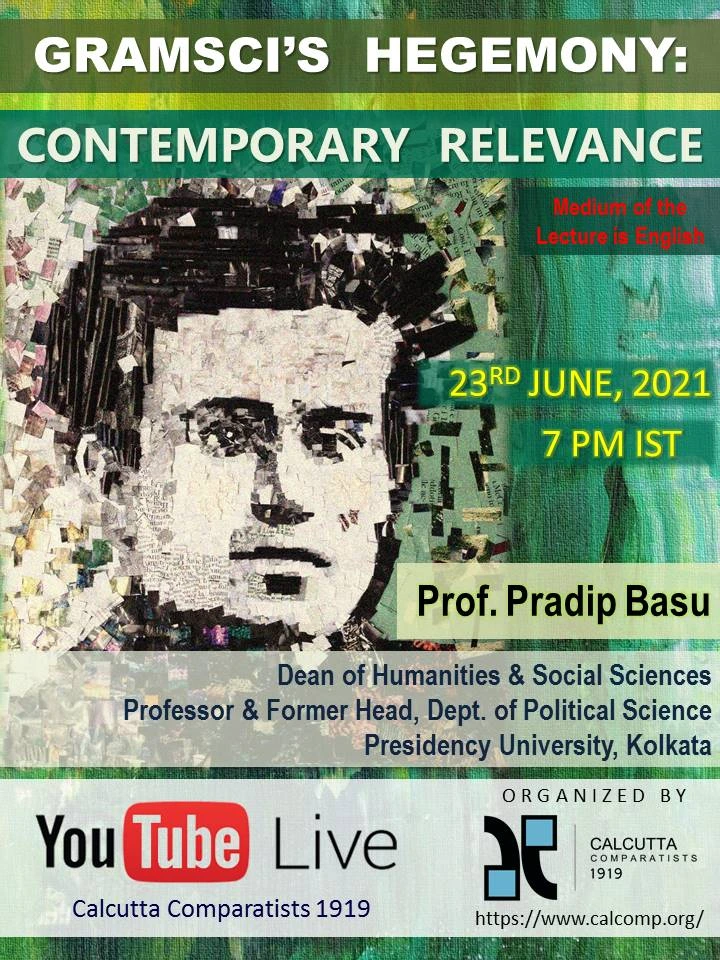 GRAMSCI'S HEGEMONY:
CONTEMPORARY RELEVANCE
Medium of the
Lecture is English
23RD JUNE, 2021
7 PM IST
Prof. Pradip Basu
Dean of Humanities & Social Sciences
Professor & Former Head, Dept. of Political Science
Presidency University, Kolkata
YouTube Live
Calcutta Comparatists 1919
ORGANIZED BY
CALCUTTA
COMPARATISTS
1919
https://www.calcomp.org/